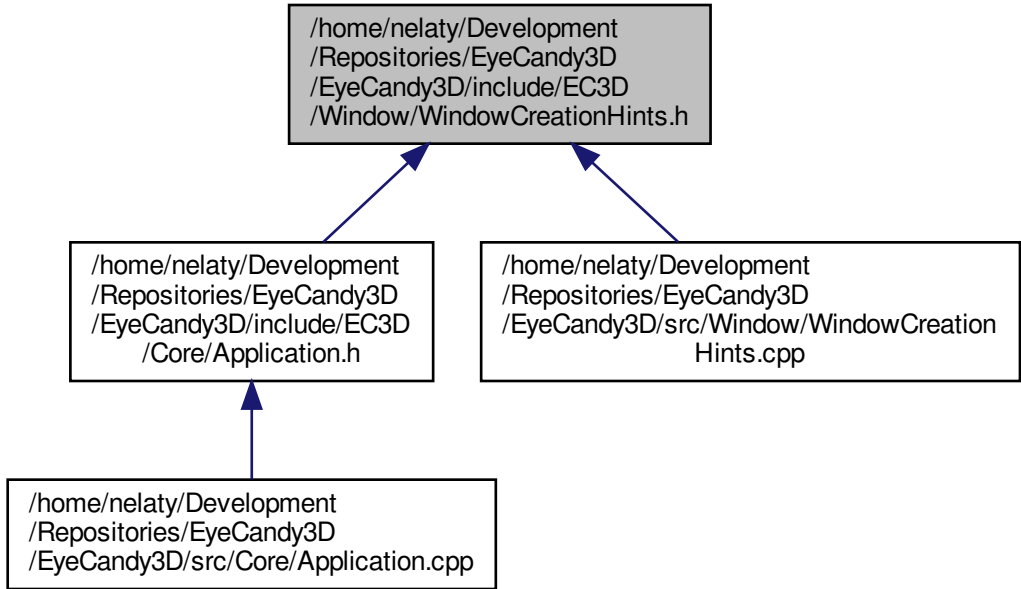 /home/nelaty/Development
/Repositories/EyeCandy3D
/EyeCandy3D/include/EC3D
/Window/WindowCreationHints.h
/home/nelaty/Development
/Repositories/EyeCandy3D
/EyeCandy3D/include/EC3D
/Core/Application.h
/home/nelaty/Development
/Repositories/EyeCandy3D
/EyeCandy3D/src/Window/WindowCreation
Hints.cpp
/home/nelaty/Development
/Repositories/EyeCandy3D
/EyeCandy3D/src/Core/Application.cpp